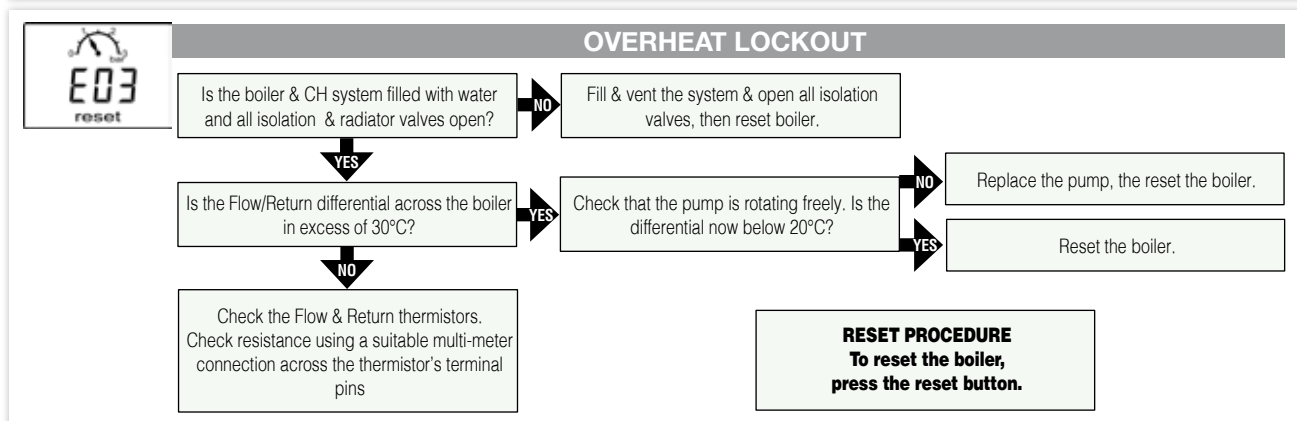 OVERHEAT LOCKOUT
bar
E03
reset
Is the boiler & CH system filled with water
and all isolation & radiator valves open?
NO
Fill & vent the system & open all isolation
valves, then reset boiler.
YES
Is the Flow/Return differential across the boiler
in excess of 30°C?
YES
Check that the pump is rotating freely. Is the
differential now below 20°C?
NO
Replace the pump, the reset the boiler.
YES
Reset the boiler.
NO
Check the Flow & Return thermistors.
Check resistance using a suitable multi-meter
connection across the thermistor's terminal
pins
RESET PROCEDURE
To reset the boiler,
press the reset button.